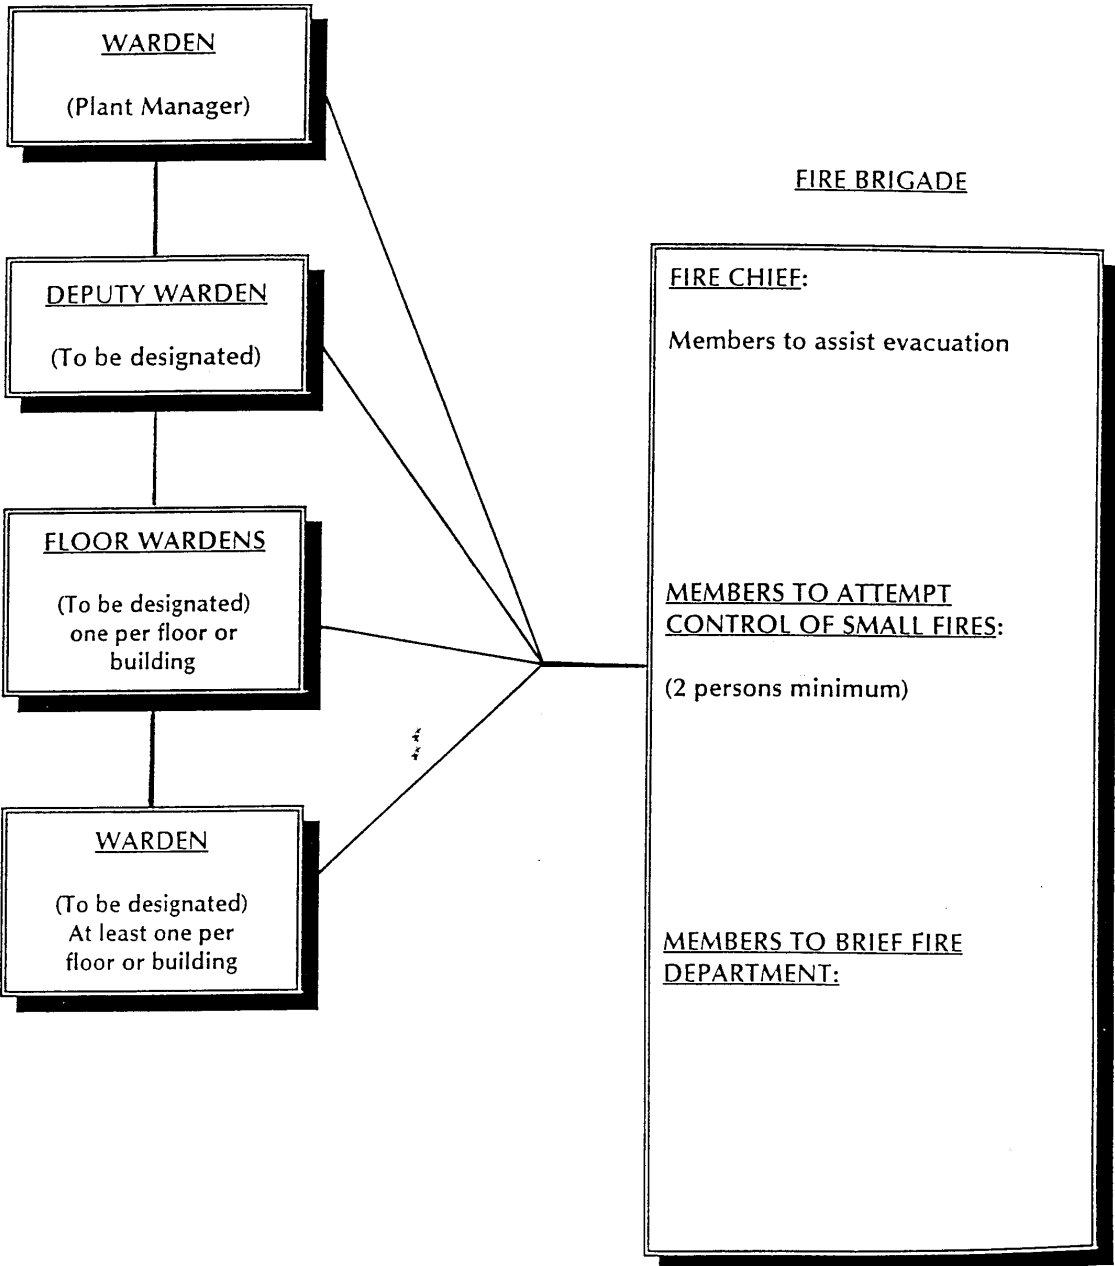 WARDEN
(Plant Manager)
DEPUTY WARDEN
(To be designated)
FLOOR WARDENS
(To be designated)
one per floor or
building
WARDEN
(To be designated)
At least one per
floor or building
FIRE BRIGADE
FIRE CHIEF:
Members to assist evacuation
MEMBERS TO ATTEMPT
CONTROL OF SMALL FIRES:
(2 persons minimum)
MEMBERS TO BRIEF FIRE
DEPARTMENT: